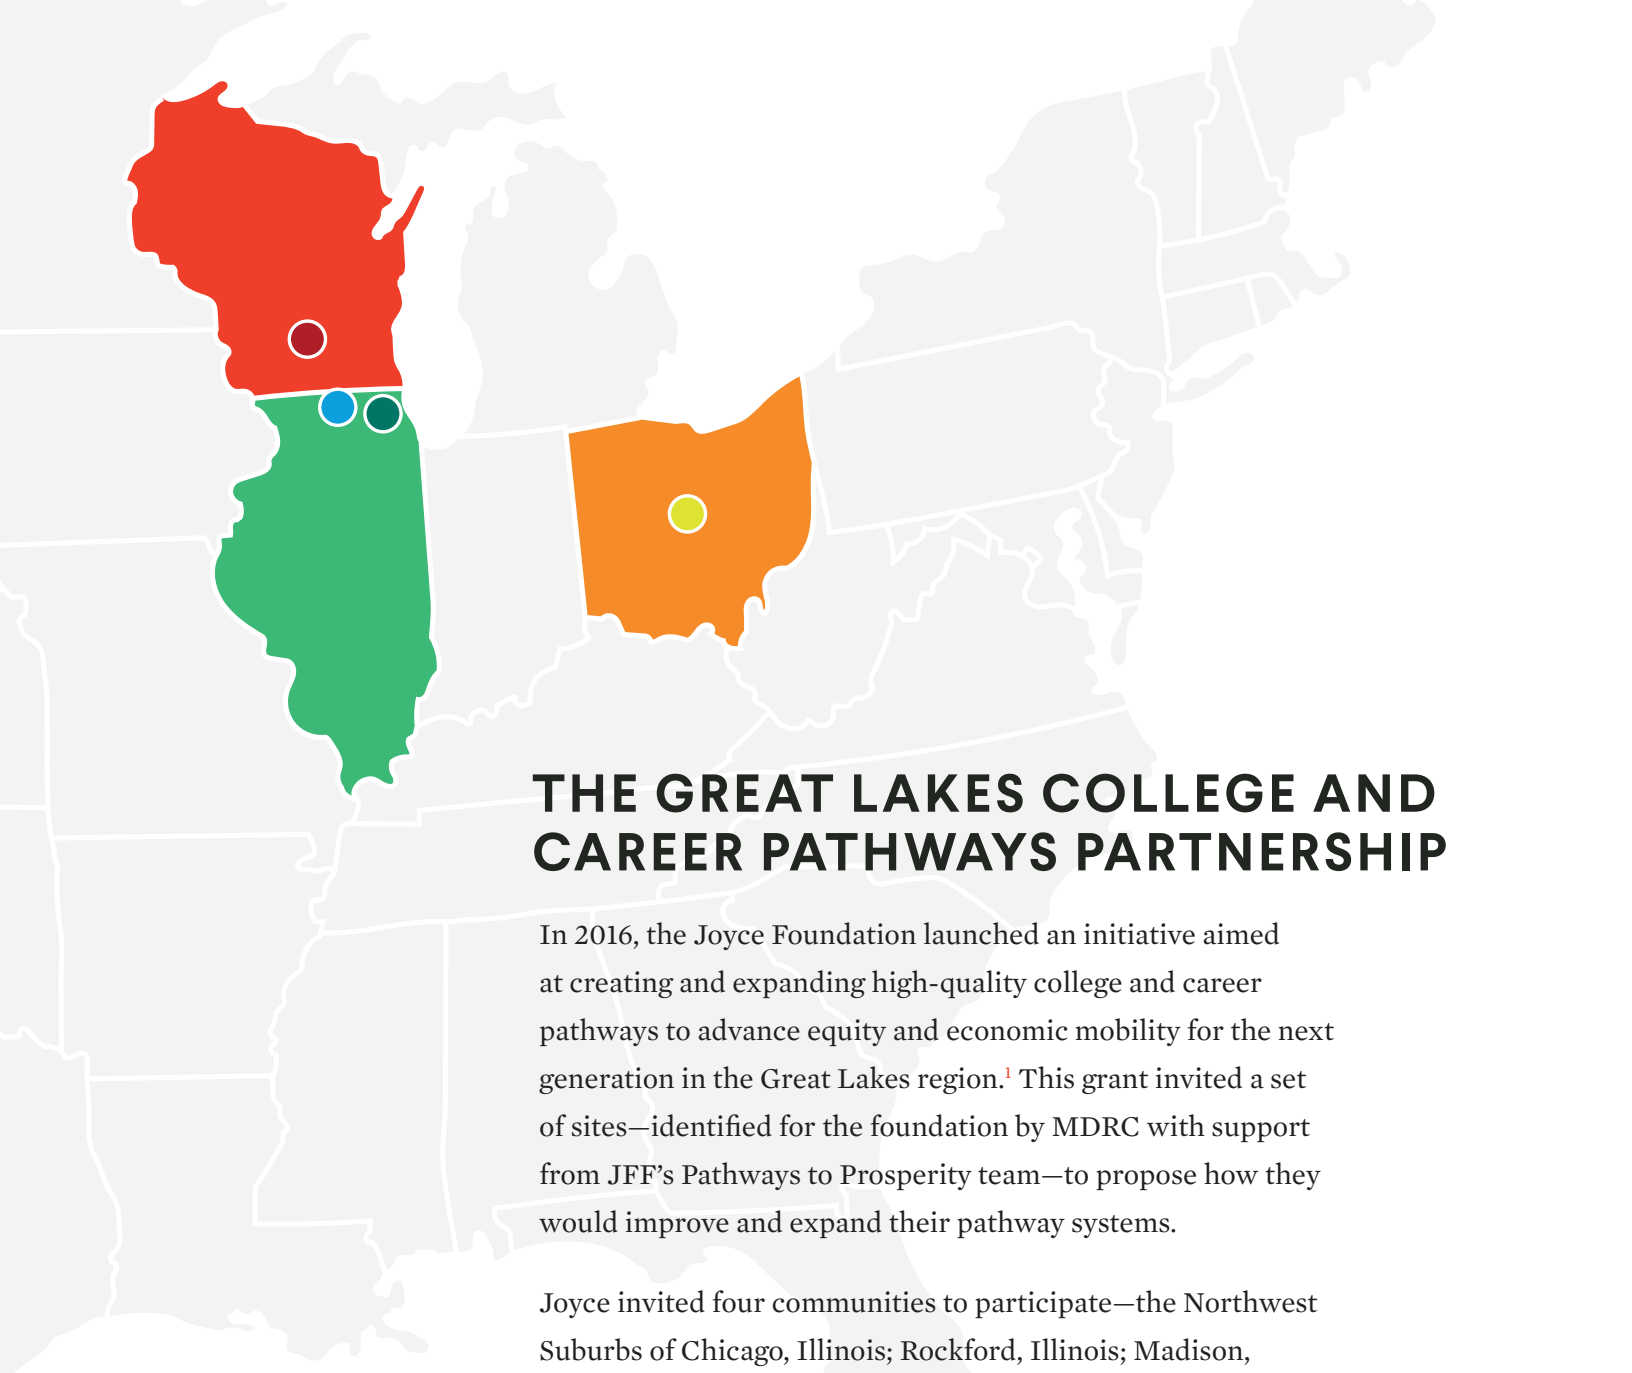 THE GREAT LAKES COLLEGE AND
CAREER PATHWAYS PARTNERSHIP
In 2016, the Joyce Foundation launched an initiative aimed
at creating and expanding high-quality college and career
pathways to advance equity and economic mobility for the next
generation in the Great Lakes region.1 This grant invited a set
of sites—identified for the foundation by MDRC with support
from JFF’s Pathways to Prosperity team—to propose how they
would improve and expand their pathway systems.
Joyce invited four communities to participate—the Northwest
Suburbs of Chicago, Illinois; Rockford, Illinois; Madison,